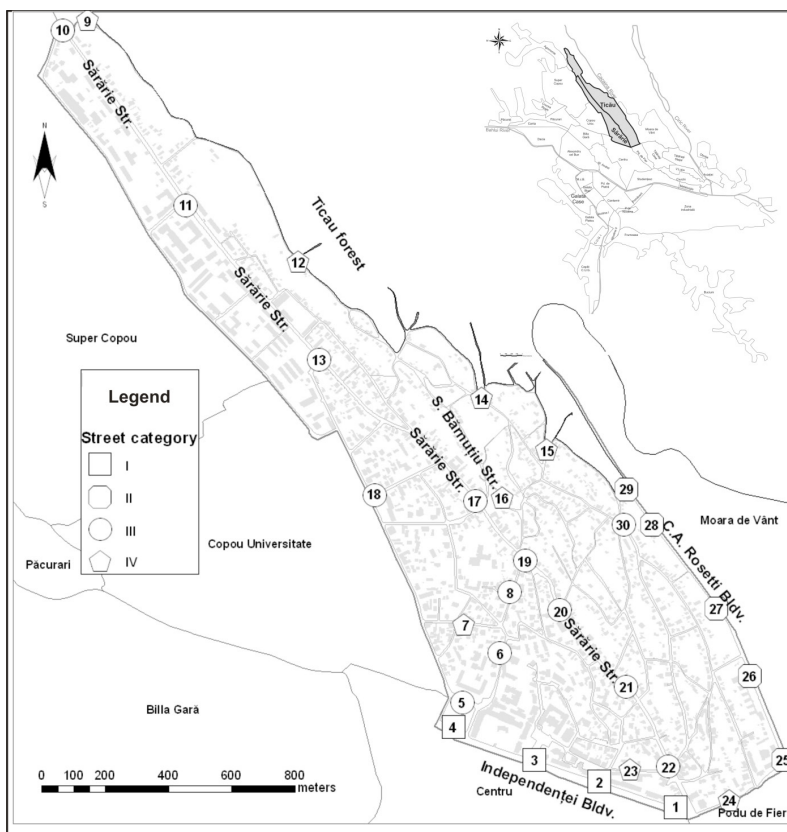 9
10
Sărărie Str.
N
S
11
Ticau forest
12
Sărărie Str.
Super Copou
13
Legend
Street category
I
II
III
IV
14
S. Bărnuțiu Str.
Sărărie Str.
15
16
17
18
29
28
30
Moara de Vânt
C.A. Rosetti Bldv.
Copou Universitate
Păcurari
19
8
20
27
7
Sărărie Str.
6
26
21
Billa Gară
5
4
25
3
23
22
2
Independenței Bldv.
1
24
Centru
Podu de Fier
0 100 200 400 600 800
meters
Țicău
Sărărie